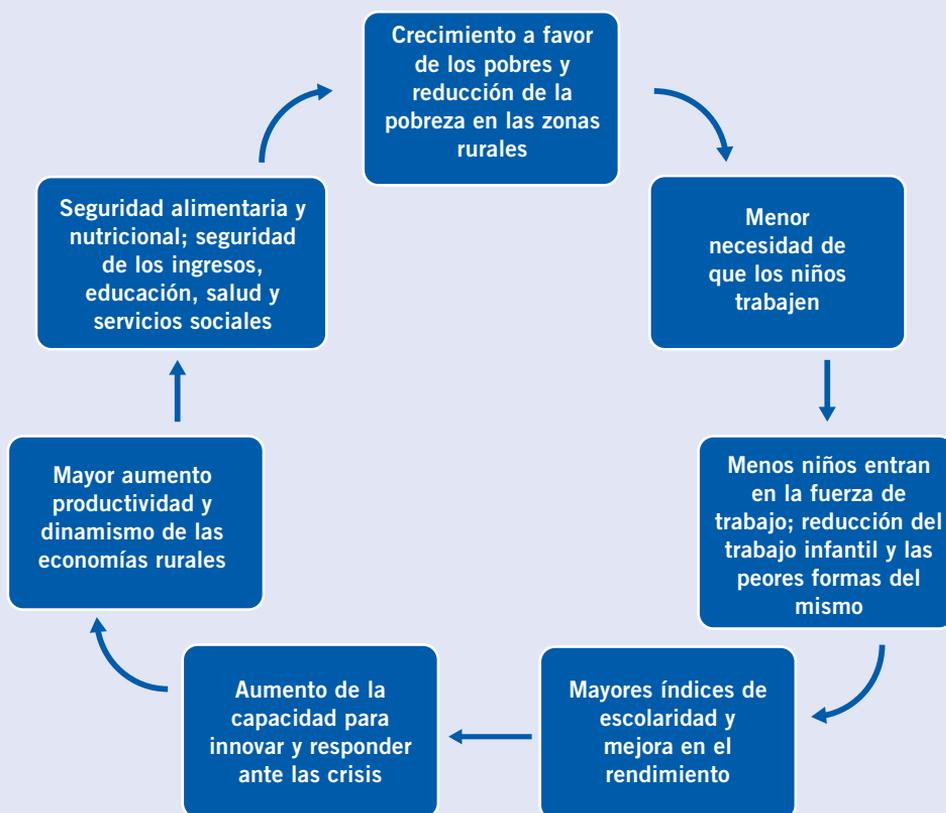 Crecimiento a favor
de los pobres y
reducción de la
pobreza en las zonas
rurales
Menor
necesidad de
que los niños
trabajen
Menos niños entran
en la fuerza de
trabajo; reducción del
trabajo infantil y las
peores formas del
mismo
Mayores índices de
escolaridad y
mejora en el
rendimiento
Aumento de la
capacidad para
innovar y responder
ante las crisis
Mayor aumento
productividad y
dinamismo de las
economías rurales
Seguridad alimentaria y
nutricional; seguridad
de los ingresos,
educación, salud y
servicios sociales